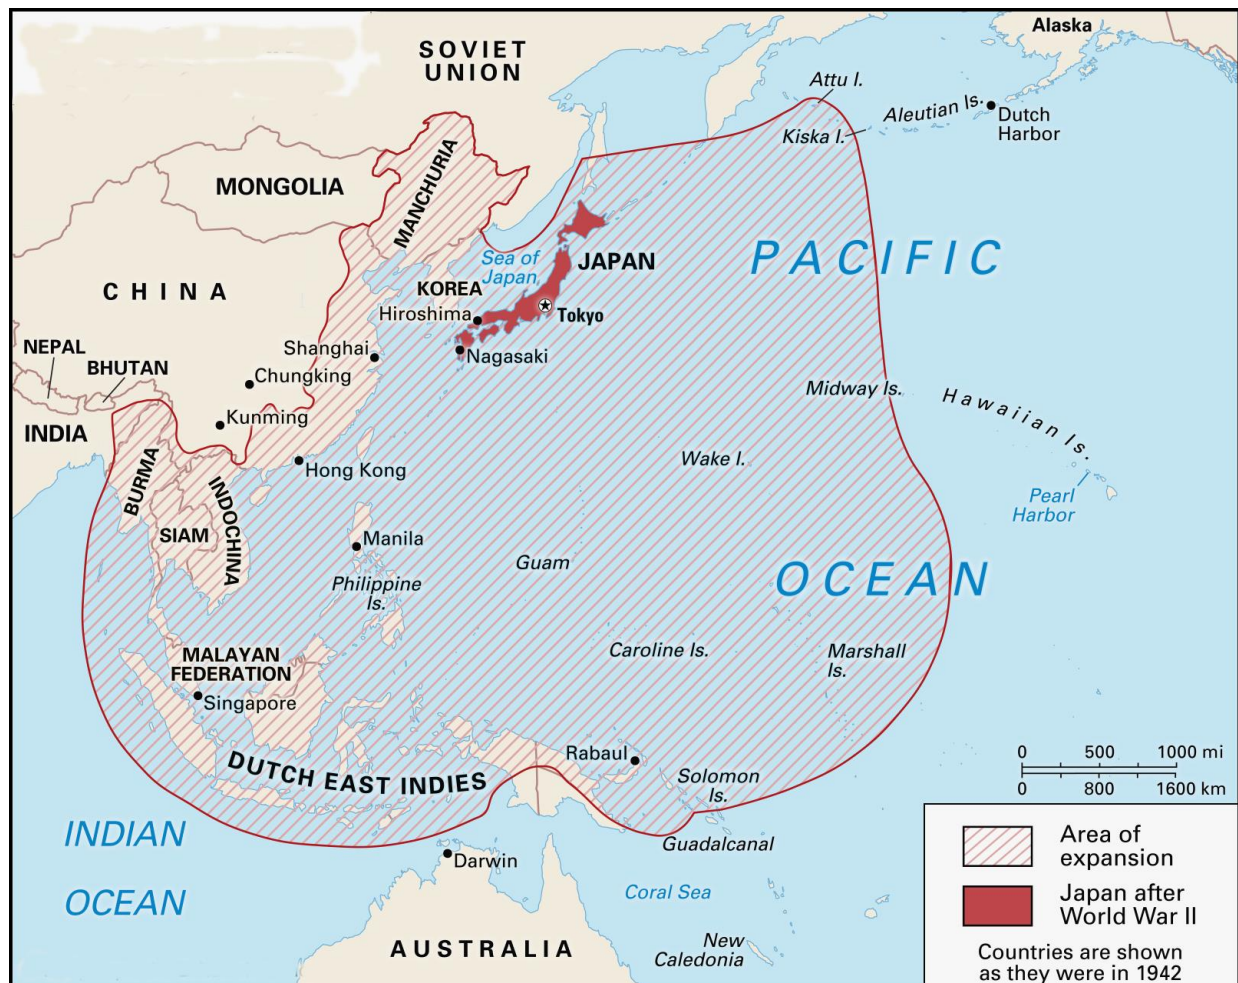 Alaska
SOVIET
UNION
Attu I.
Aleutian Is.
Dutch
Harbor
Kiska I.
MONGOLIA
MANCHURIA
PACIFIC
Sea of
Japan
JAPAN
KOREA
CHINA
Hiroshima
Tokyo
Shanghai
Nagasaki
NEPAL
BHUTAN
Chungking
Midway Is.
Hawaiian Is.
Kunming
INDIA
Hong Kong
Wake I.
BURMA
INDOCHINA
Pearl
Harbor
SIAM
Manila
Guam
OCEAN
Philippine
Is.
MALAYAN
FEDERATION
Caroline Is.
Marshall
Is.
Singapore
Rabaul
DUTCH EAST INDIES
Solomon
Is.
0 500 1000 mi
0 800 1600 km
INDIAN
OCEAN
Guadalcanal
Darwin
Coral Sea
AUSTRALIA
New
Caledonia
Area of
expansion
Japan after
World War II
Countries are shown
as they were in 1942